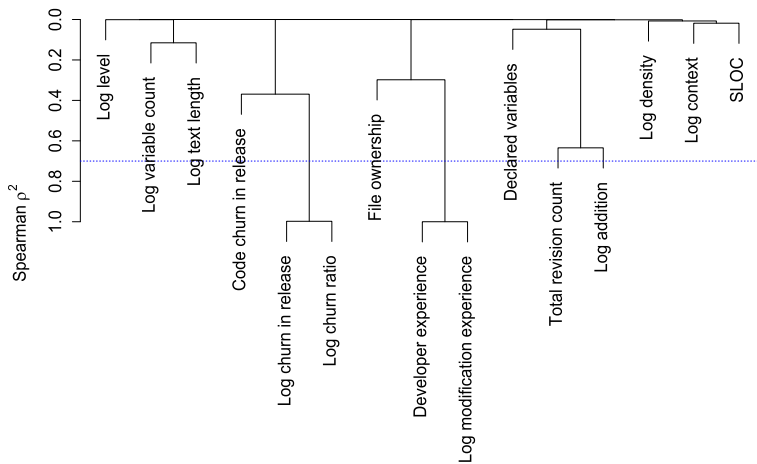 Spearman ρ²
0.0
0.2
0.4
0.6
0.8
1.0
Log level
Log variable count
Log text length
Code churn in release
Log churn in release
Log churn ratio
File ownership
Developer experience
Log modification experience
Declared variables
Total revision count
Log addition
Log density
Log context
SLOC